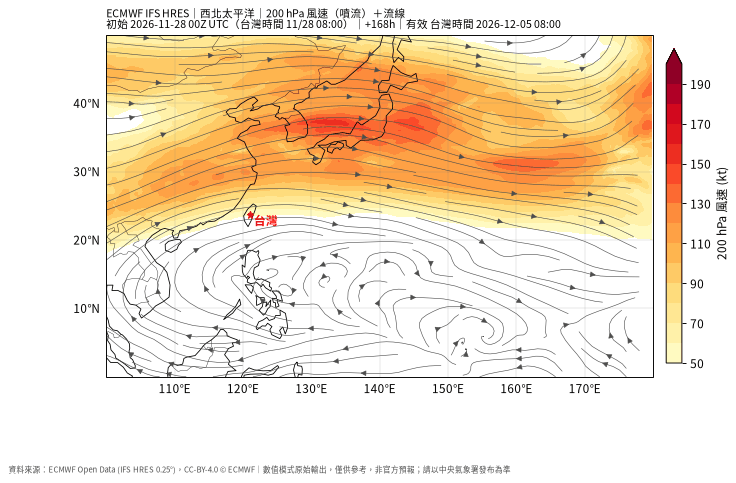 ECMWF IFS HRES｜西北太平洋｜200 hPa 風速（噴流）＋流線
初始 2026-11-28 00Z UTC（台灣時間 11/28 08:00）｜+168h｜有效 台灣時間 2026-12-05 08:00
40°N
30°N
20°N
10°N
台灣
110°E 120°E 130°E 140°E 150°E 160°E 170°E
190
170
150
130
110
90
70
50
200 hPa 風速 (kt)
資料來源：ECMWF Open Data (IFS HRES 0.25°)，CC-BY-4.0 © ECMWF｜數值模式原始輸出，僅供參考，非官方預報；請以中央氣象署發布為準